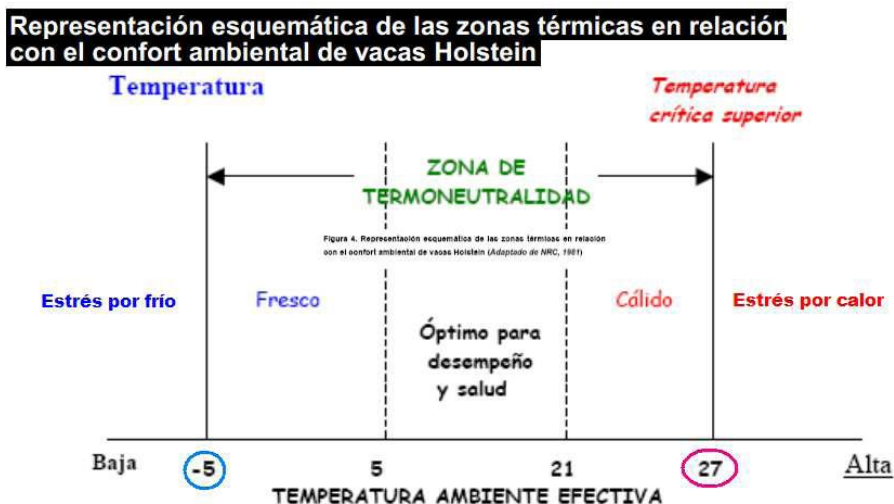 Representación esquemática de las zonas térmicas en relación
con el confort ambiental de vacas Holstein
Temperatura
Temperatura
crítica superior
ZONA DE
TERMONEUTRALIDAD
Figura 4. Representación esquemática de las zonas térmicas en relación
con el confort ambiental de vacas Holstein (Adaptado de NRC, 1981)
Estrés por frío
Fresco
Cálido
Estrés por calor
Óptimo para
desempeño
y salud
Baja -5 5 21 27 Alta
TEMPERATURA AMBIENTE EFECTIVA